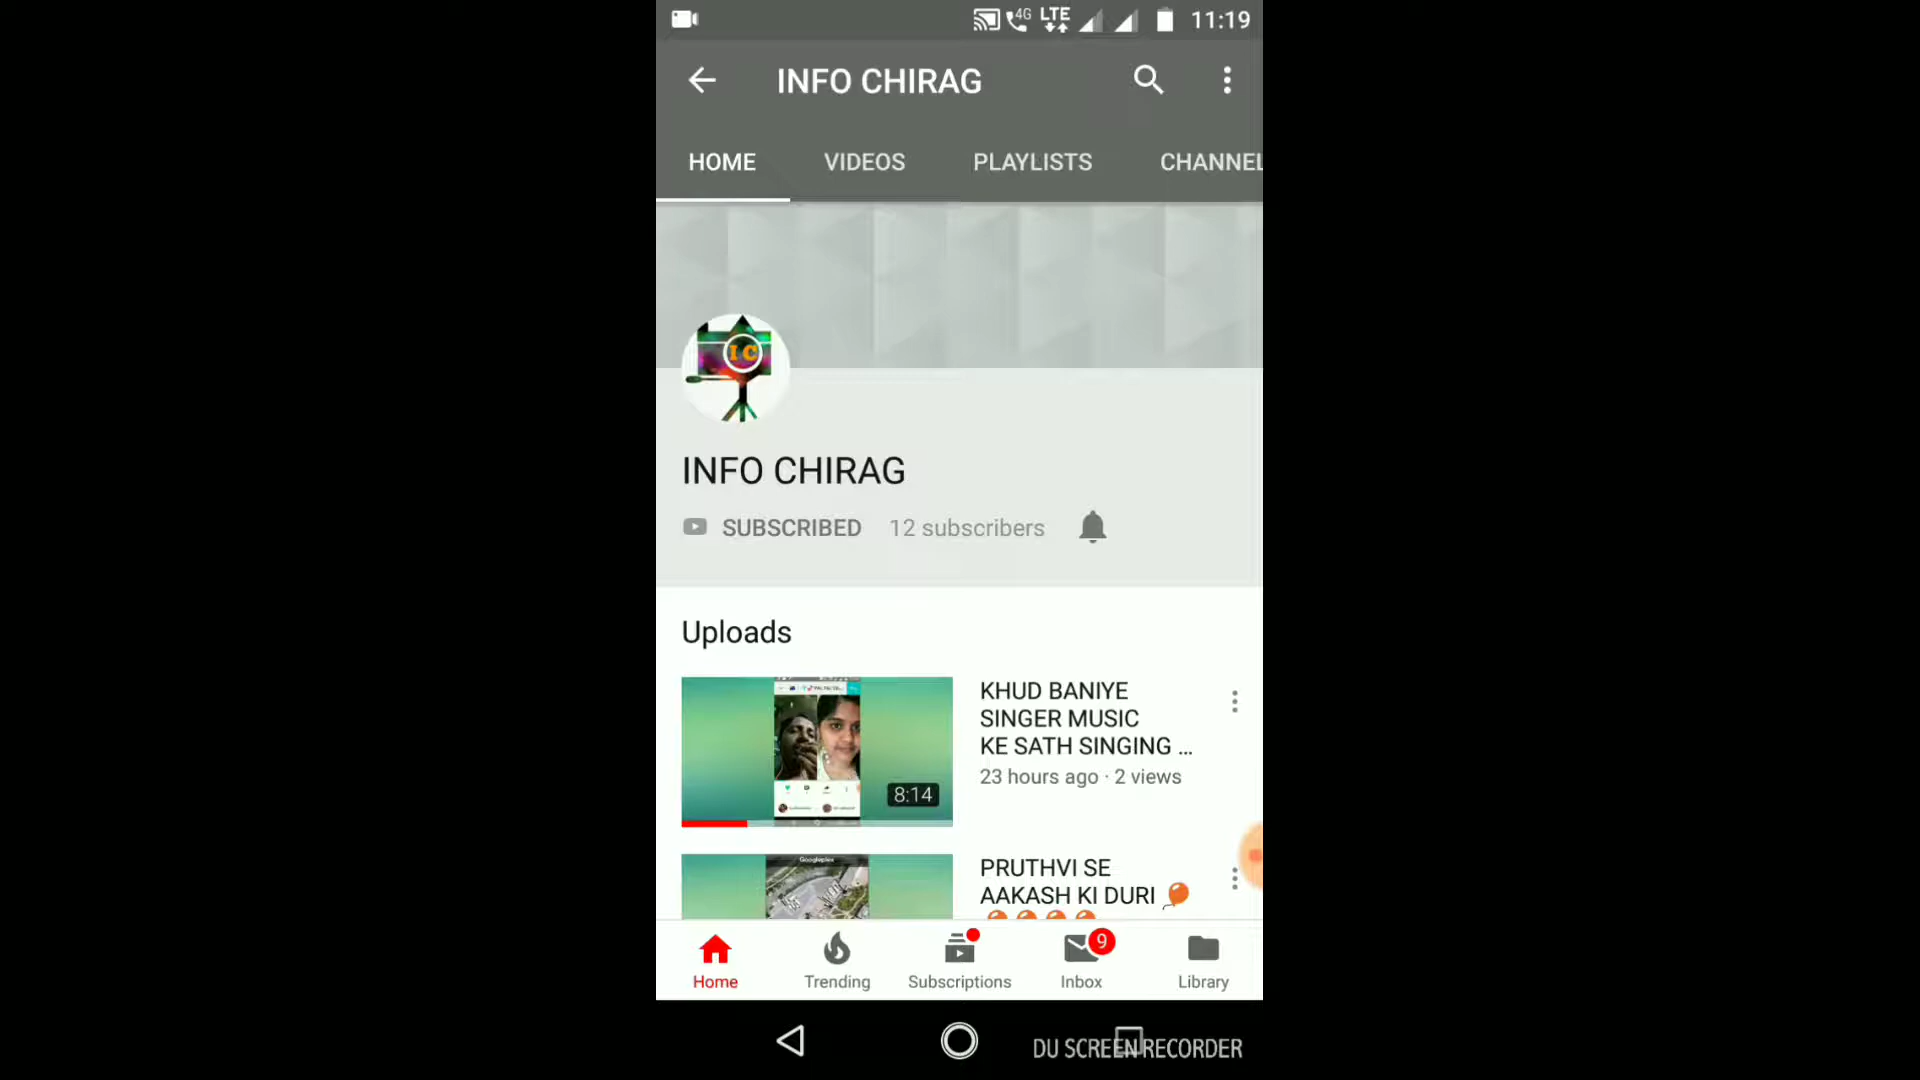 4G LTE 11:19
INFO CHIRAG
HOME VIDEOS PLAYLISTS CHANNEL
I C
INFO CHIRAG
SUBSCRIBED 12 subscribers
Uploads
KHUD BANIYE
SINGER MUSIC
KE SATH SINGING ...
23 hours ago · 2 views
8:14
Googleplex
PRUTHVI SE
AAKASH KI DURI
9
Home Trending Subscriptions Inbox Library
DU SCREEN RECORDER